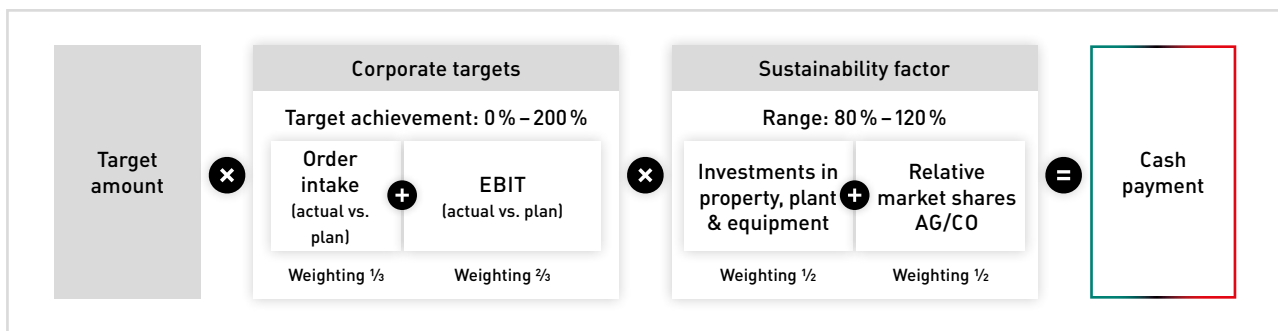 Target
amount
×
Corporate targets
Target achievement: 0 % – 200 %
Order
intake
(actual vs.
plan)
+
EBIT
(actual vs. plan)
Weighting ⅓
Weighting ⅔
×
Sustainability factor
Range: 80 % – 120 %
Investments in
property, plant
& equipment
+
Relative
market shares
AG/CO
Weighting ½
Weighting ½
=
Cash
payment